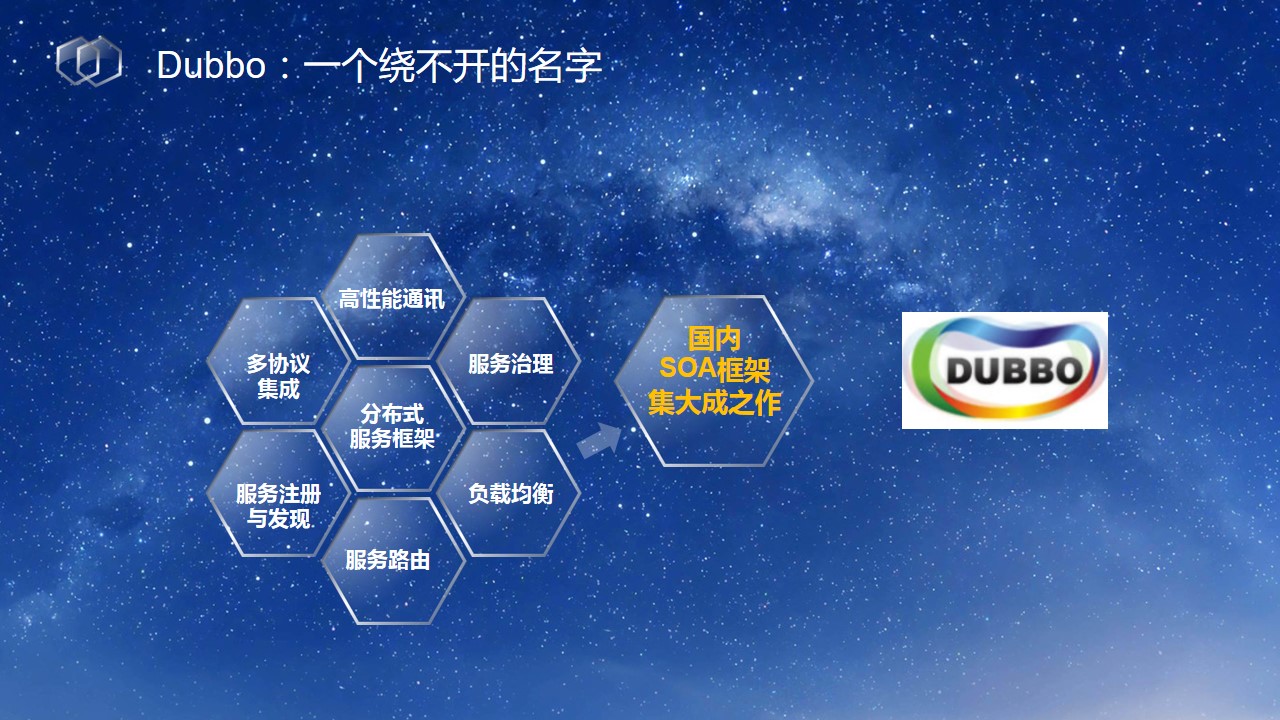 Dubbo：一个绕不开的名字
高性能通讯
多协议
集成
服务治理
分布式
服务框架
服务注册
与发现
负载均衡
服务路由
国内
SOA框架
集大成之作
DUBBO